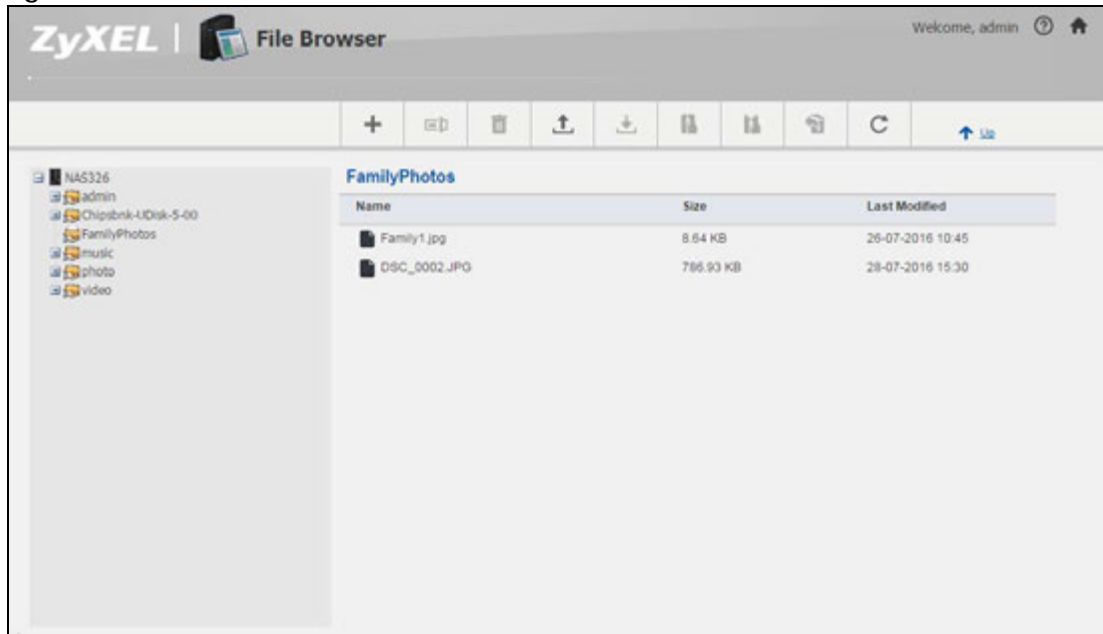 ZyXEL | File Browser
Welcome, admin
Up
NAS326
admin
Chipsbnk-UDisk-5-00
FamilyPhotos
music
photo
video
FamilyPhotos
Name Size Last Modified
Family1.jpg 8.64 KB 26-07-2016 10:45
DSC_0002.JPG 786.93 KB 28-07-2016 15:30